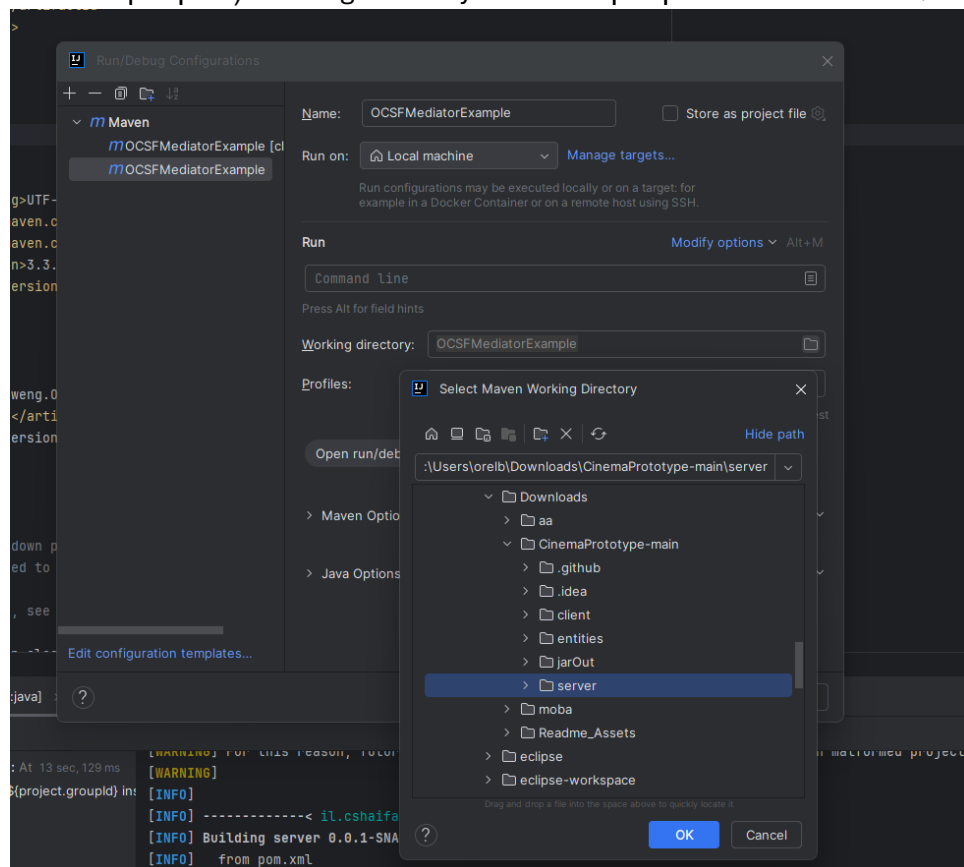 >
Run/Debug Configurations
Maven
OCSFMediatorExample [cl
OCSFMediatorExample
Name: OCSFMediatorExample
Store as project file
Run on: Local machine Manage targets...
Run configurations may be executed locally or on a target: for
example in a Docker Container or on a remote host using SSH.
Run
Modify options Alt+M
Command line
Press Alt for field hints
Working directory: OCSFMediatorExample
Profiles:
Open run/deb
> Maven Optio
> Java Options
Edit configuration templates...
?
Select Maven Working Directory
Hide path
:\Users\orelb\Downloads\CinemaPrototype-main\server
Downloads
aa
CinemaPrototype-main
.github
.idea
client
entities
jarOut
server
moba
Readme_Assets
eclipse
eclipse-workspace
Drag and drop a file into the space above to quickly locate it
?
OK
Cancel
g>UTF-
aven.c
aven.c
n>3.3.
ersion
weng.O
</arti
ersion
down p
ed to
, see
:java]
: At 13 sec, 129 ms
${project.groupId} ins
[WARNING] For this reason,
malformed project
[WARNING]
[INFO]
[INFO] -------------< il.cshaifa
[INFO] Building server 0.0.1-SNA
[INFO]   from pom.xml